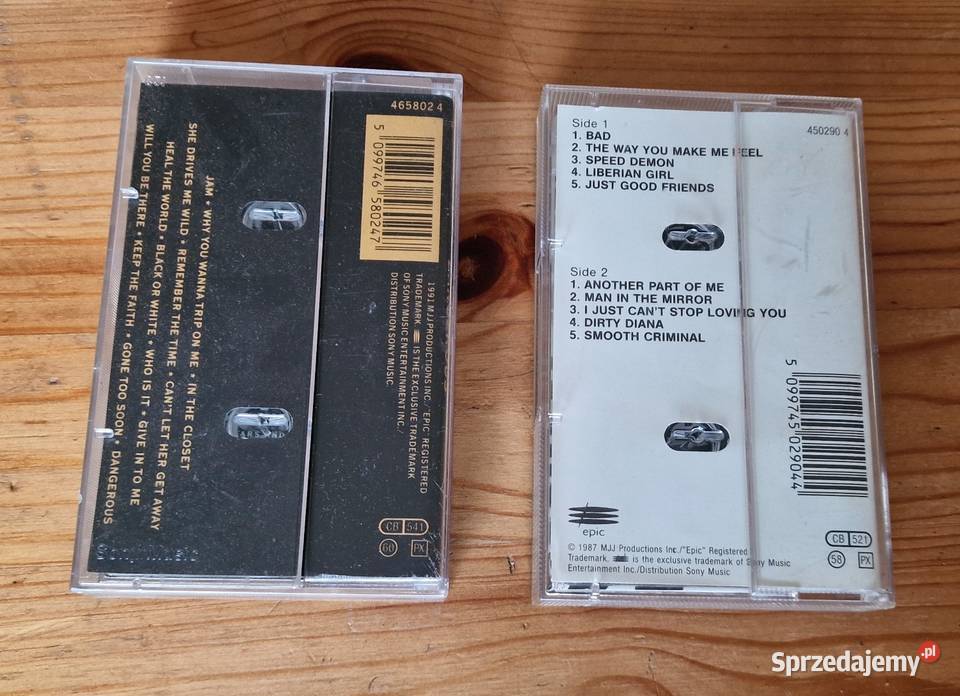 465802 4
5 099746 580247
JAM • WHY YOU WANNA TRIP ON ME • IN THE CLOSET
SHE DRIVES ME WILD • REMEMBER THE TIME • CAN'T LET HER GET AWAY
HEAL THE WORLD • BLACK OR WHITE • WHO IS IT • GIVE IN TO ME
WILL YOU BE THERE • KEEP THE FAITH • GONE TOO SOON • DANGEROUS
1991 MJJ PRODUCTIONS INC./"EPIC" REGISTERED
TRADEMARK. IS THE EXCLUSIVE TRADEMARK
OF SONY MUSIC ENTERTAINMENT INC./
DISTRIBUTION SONY MUSIC.
CB 541
60 PX
Sony Music
450290 4
Side 1
1. BAD
2. THE WAY YOU MAKE ME FEEL
3. SPEED DEMON
4. LIBERIAN GIRL
5. JUST GOOD FRIENDS
Side 2
1. ANOTHER PART OF ME
2. MAN IN THE MIRROR
3. I JUST CAN'T STOP LOVING YOU
4. DIRTY DIANA
5. SMOOTH CRIMINAL
5 099745 029044
epic
© 1987 MJJ Productions Inc./"Epic" Registered
Trademark. is the exclusive trademark of Sony Music
Entertainment Inc./Distribution Sony Music
CB 521
58 PX
Sprzedajemy.pl